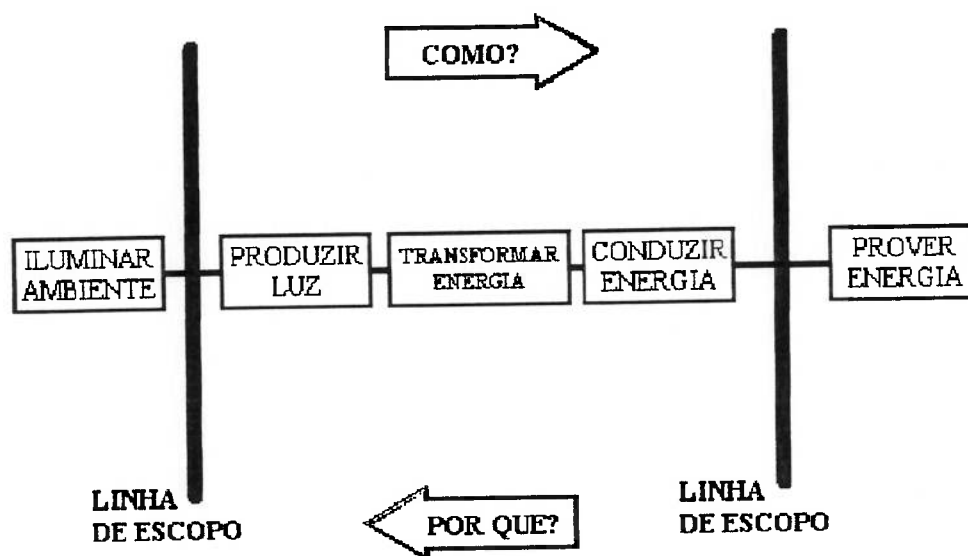 COMO?
ILUMINAR
AMBIENTE
PRODUZIR
LUZ
TRANSFORMAR
ENERGIA
CONDUZIR
ENERGIA
PROVER
ENERGIA
LINHA
DE ESCOPO
POR QUE?
LINHA
DE ESCOPO